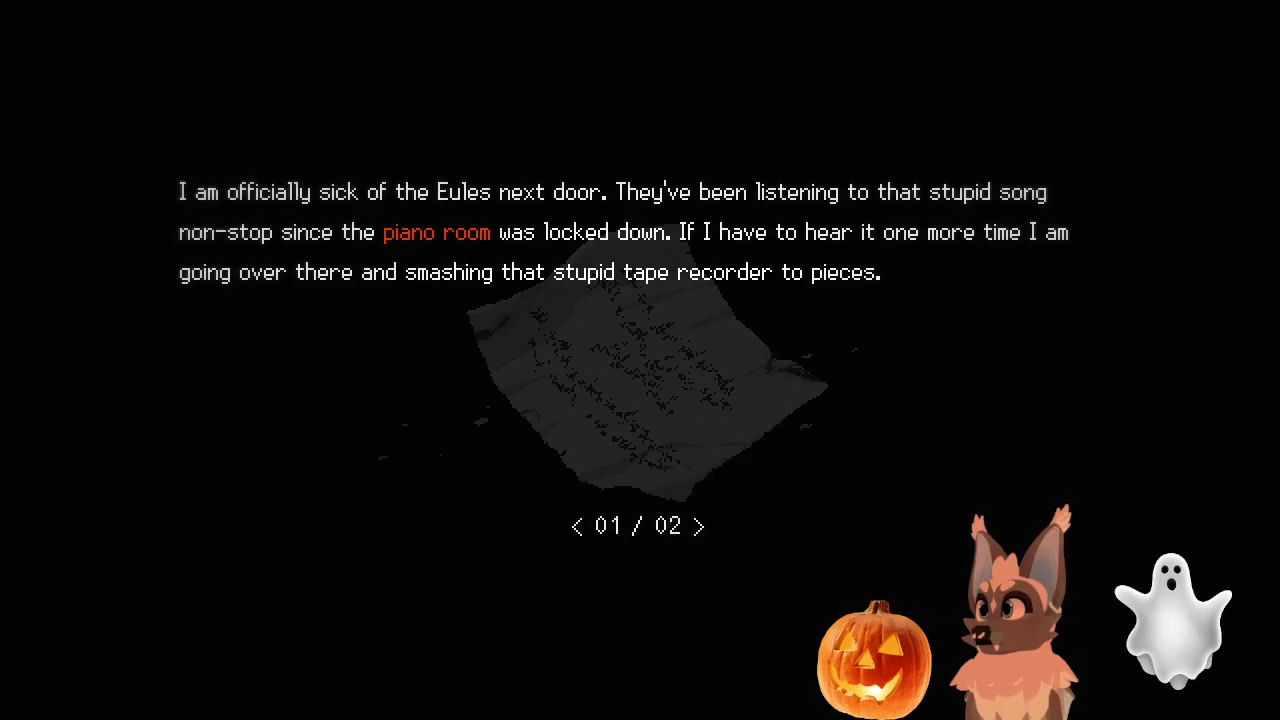 I am officially sick of the Eules next door. They've been listening to that stupid song
non-stop since the piano room was locked down. If I have to hear it one more time I am
going over there and smashing that stupid tape recorder to pieces.
< 01 / 02 >